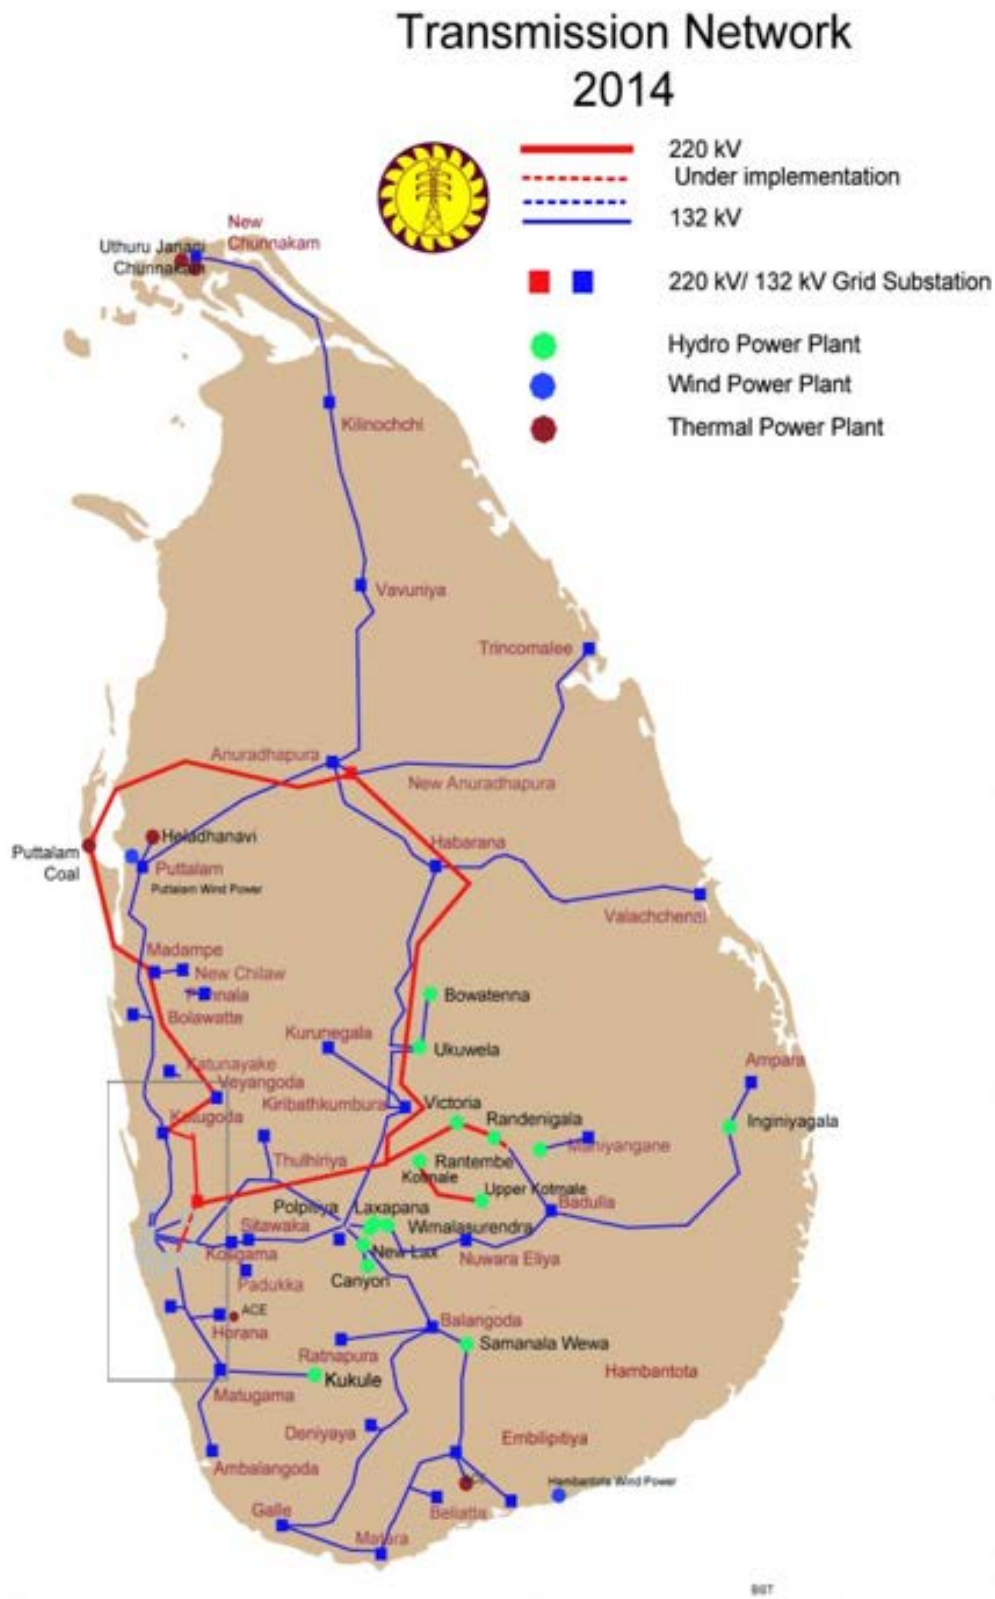 Transmission Network
2014
220 kV
Under implementation
132 kV
220 kV/ 132 kV Grid Substation
Hydro Power Plant
Wind Power Plant
Thermal Power Plant
New
Chunnakam
Uthuru Janani
Chunnakam
Kilinochchi
Vavuniya
Trincomalee
Anuradhapura
New Anuradhapura
Heladhanavi
Habarana
Puttalam
Coal
Puttalam
Puttalam Wind Power
Valachchenai
Madampe
New Chilaw
Pannala
Bolawatte
Bowatenna
Kurunegala
Ukuwela
Katunayake
Veyangoda
Kiribathkumbura
Victoria
Ampara
Kotugoda
Randenigala
Inginiyagala
Mahiyangane
Thulhiriya
Rantembe
Kotmale
Upper Kotmale
Badulla
Polpitiya
Laxapana
Sitawaka
Wimalasurendra
Kosgama
New Lax
Nuwara Eliya
Padukka
Canyon
ACE
Horana
Balangoda
Samanala Wewa
Ratnapura
Hambantota
Kukule
Matugama
Deniyaya
Embilipitiya
Ambalangoda
Hambantota Wind Power
Galle
Beliatta
Matara